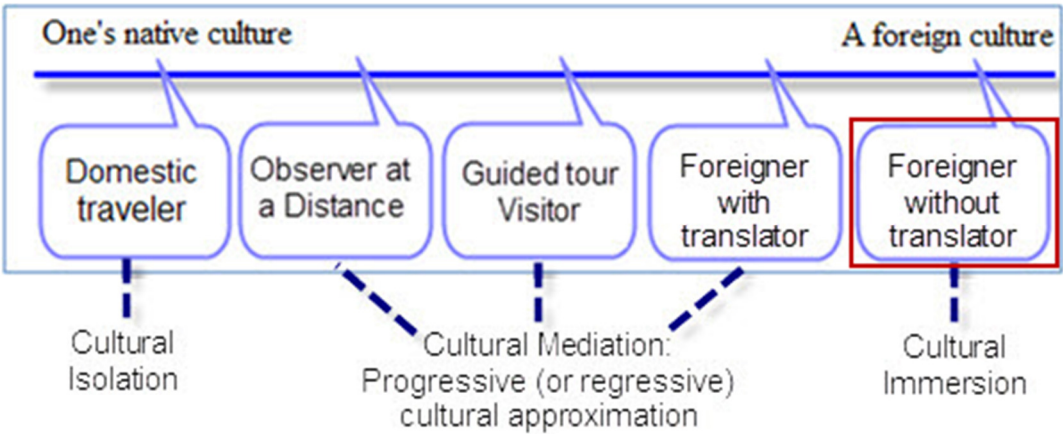 One's native culture
A foreign culture
Domestic
traveler
Observer at
a Distance
Guided tour
Visitor
Foreigner
with
translator
Foreigner
without
translator
Cultural
Isolation
Cultural Mediation:
Progressive (or regressive)
cultural approximation
Cultural
Immersion